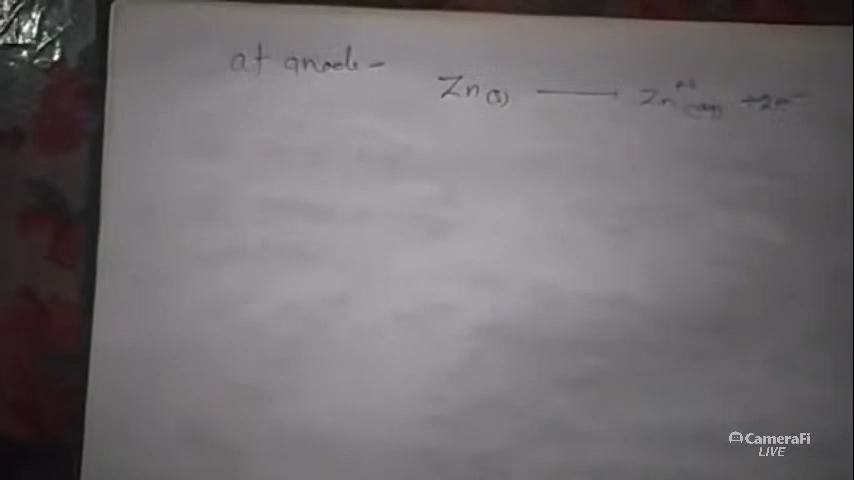 at anode -
Zn(s) —— Zn²⁺(aq) + 2e⁻
CameraFi
LIVE